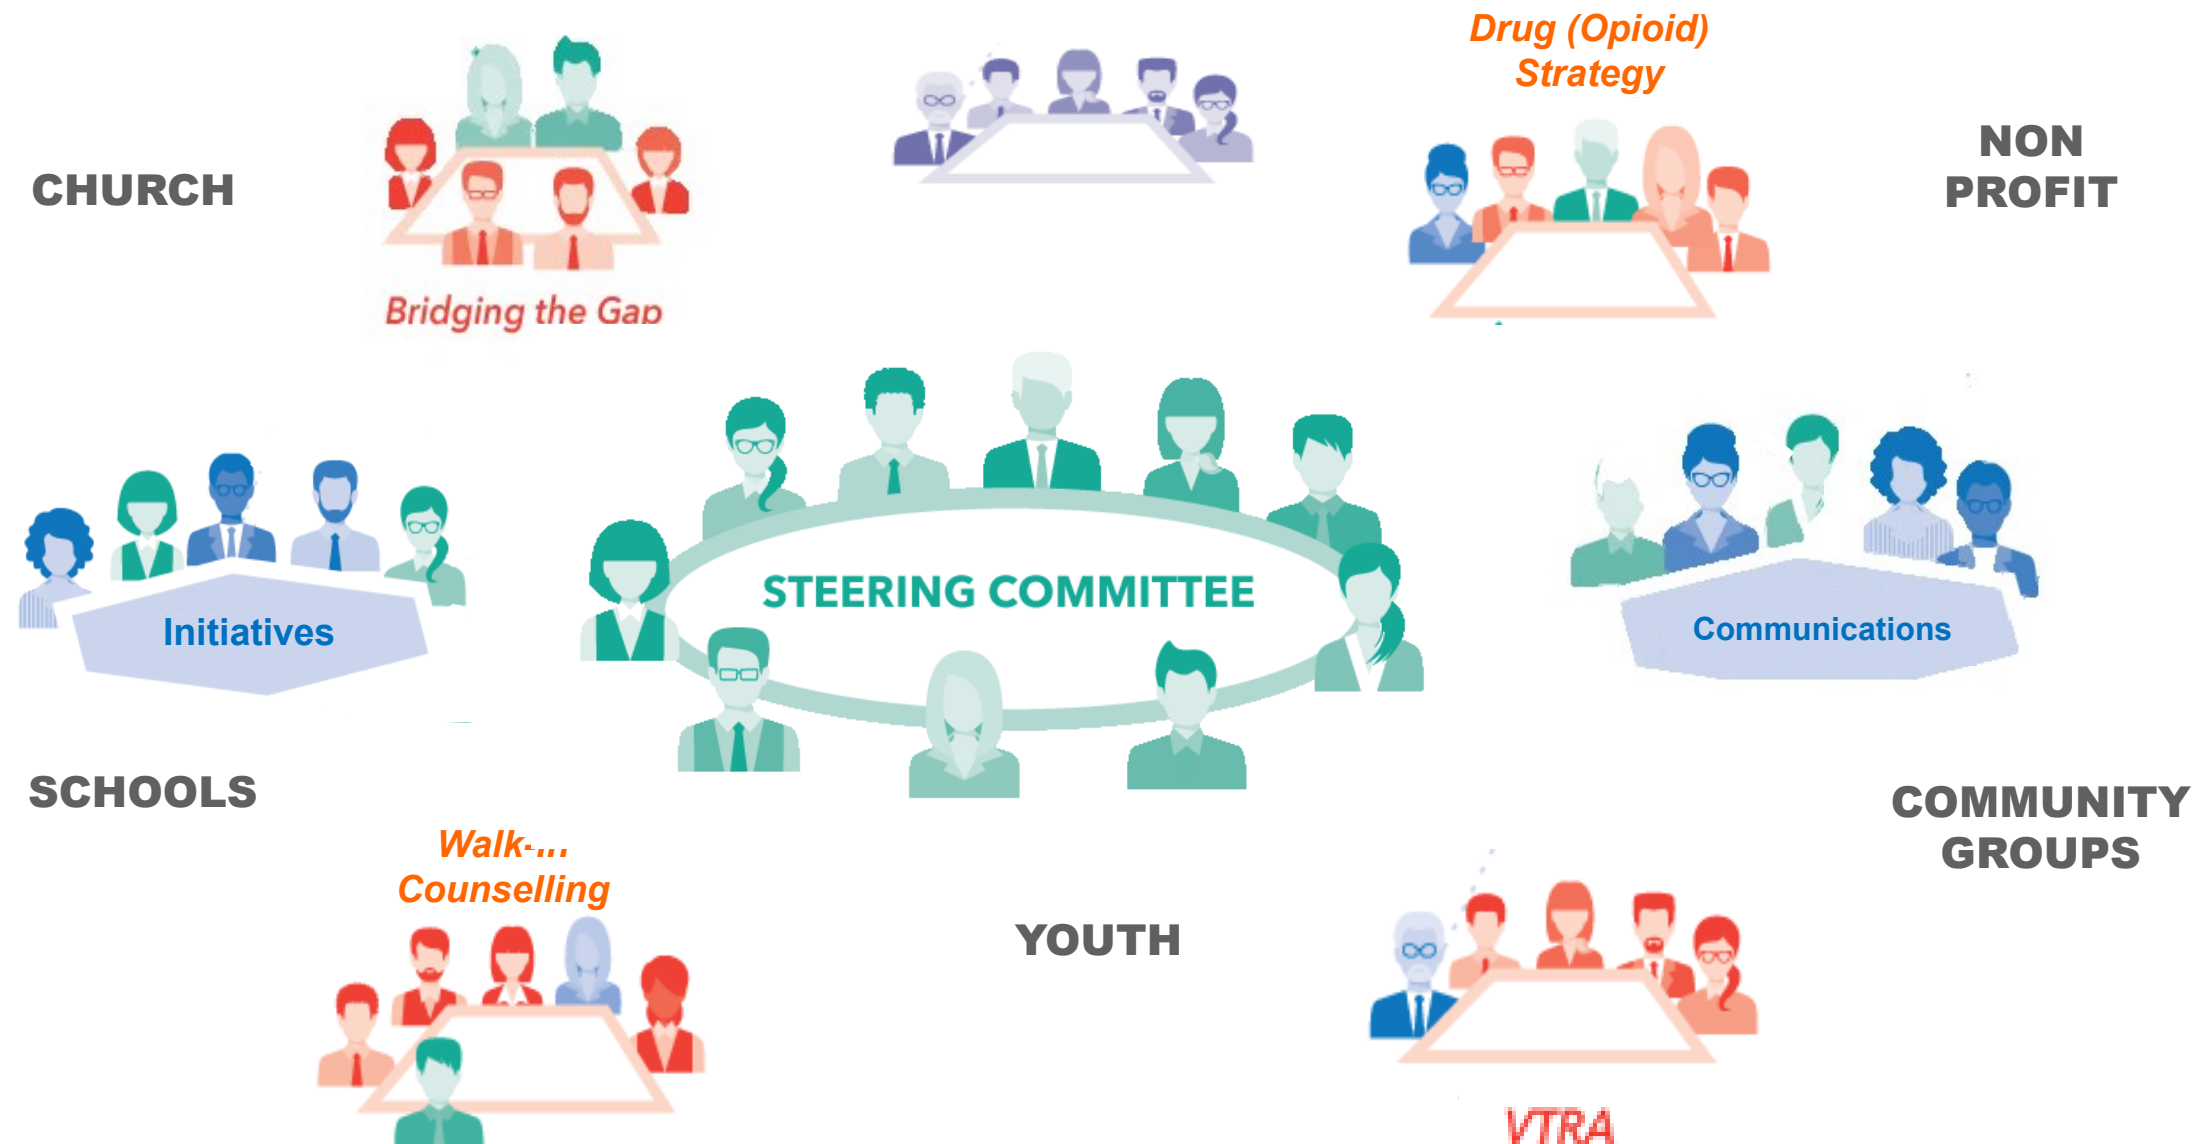 Drug (Opioid)
Strategy
NON
PROFIT
CHURCH
Bridging the Gap
STEERING COMMITTEE
Initiatives
Communications
SCHOOLS
COMMUNITY
GROUPS
Walk-...
Counselling
YOUTH
VTRA